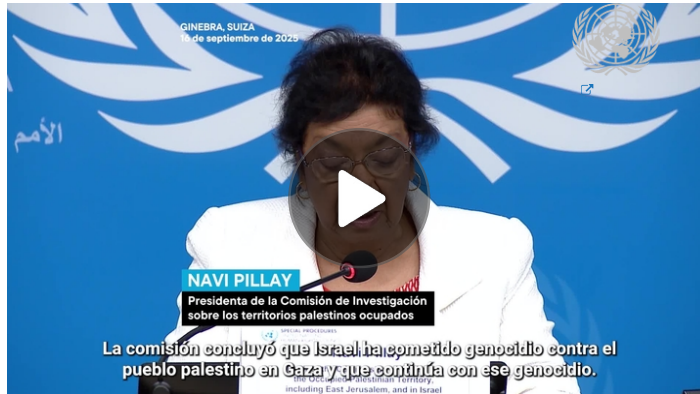 GINEBRA, SUIZA
16 de septiembre de 2025
الأمم
NAVI PILLAY
Presidenta de la Comisión de Investigación
sobre los territorios palestinos ocupados
SPECIAL PROCEDURES
La comisión concluyó que Israel ha cometido genocidio contra el
pueblo palestino en Gaza y que continúa con ese genocidio.
the Occupied Palestinian Territory,
including East Jerusalem, and in Israel